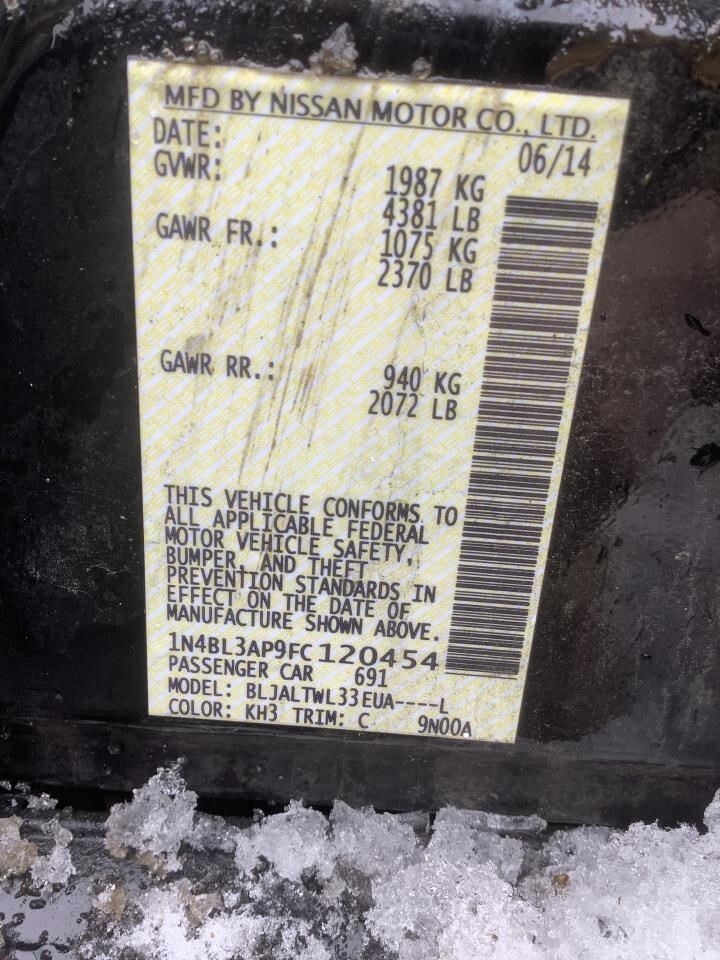 MFD BY NISSAN MOTOR CO., LTD.
DATE: 06/14
GVWR: 1987 KG
4381 LB
GAWR FR.: 1075 KG
2370 LB
GAWR RR.: 940 KG
2072 LB
THIS VEHICLE CONFORMS TO
ALL APPLICABLE FEDERAL
MOTOR VEHICLE SAFETY,
BUMPER, AND THEFT
PREVENTION STANDARDS IN
EFFECT ON THE DATE OF
MANUFACTURE SHOWN ABOVE.
1N4BL3AP9FC120454
PASSENGER CAR 691
MODEL: BLJALTWL33EUA----L
COLOR: KH3 TRIM: C 9N00A